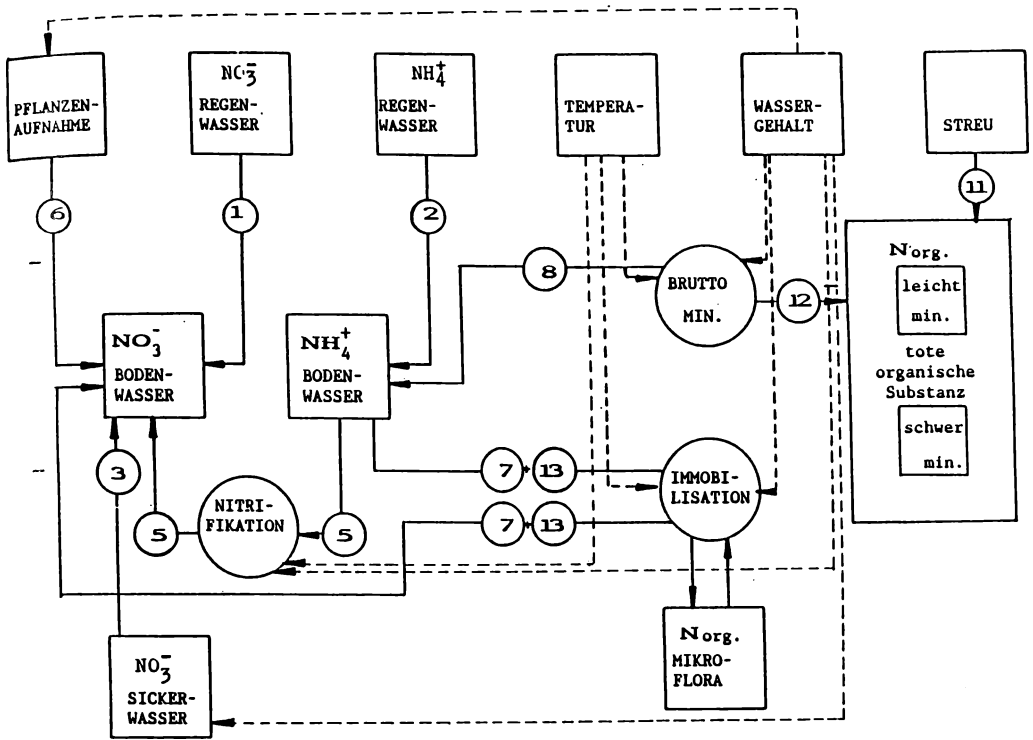 PFLANZEN-
AUFNAHME
NO₃⁻
REGEN-
WASSER
NH₄⁺
REGEN-
WASSER
TEMPERA-
TUR
WASSER-
GEHALT
STREU
6
1
2
11
8
BRUTTO
MIN.
12
Norg.
leicht
min.
tote
organische
Substanz
schwer
min.
NO₃⁻
BODEN-
WASSER
NH₄⁺
BODEN-
WASSER
3
5
NITRI-
FIKATION
5
7 + 13
7 + 13
IMMOBI-
LISATION
Norg.
MIKRO-
FLORA
NO₃⁻
SICKER-
WASSER